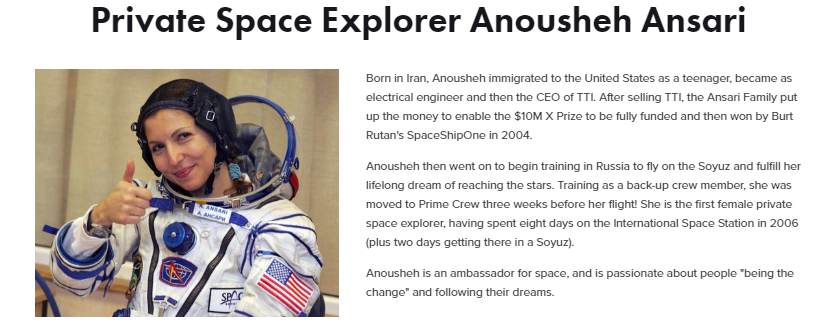 Private Space Explorer Anousheh Ansari
Born in Iran, Anousheh immigrated to the United States as a teenager, became as
electrical engineer and then the CEO of TTI. After selling TTI, the Ansari Family put
up the money to enable the $10M X Prize to be fully funded and then won by Burt
Rutan's SpaceShipOne in 2004.
Anousheh then went on to begin training in Russia to fly on the Soyuz and fulfill her
lifelong dream of reaching the stars. Training as a back-up crew member, she was
moved to Prime Crew three weeks before her flight! She is the first female private
space explorer, having spent eight days on the International Space Station in 2006
(plus two days getting there in a Soyuz).
Anousheh is an ambassador for space, and is passionate about people "being the
change" and following their dreams.
ANSARI
А. АНСАРИ